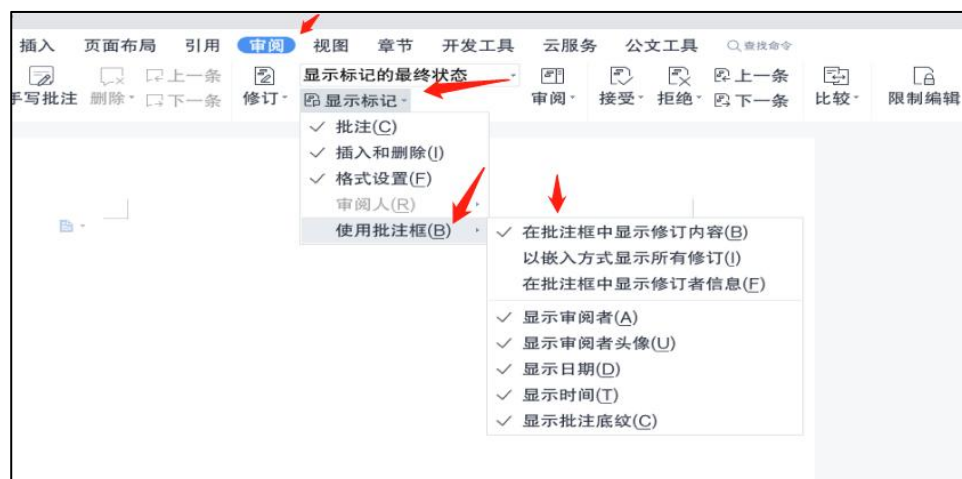 插入 页面布局 引用 审阅 视图 章节 开发工具 云服务 公文工具 查找命令
上一条 显示标记的最终状态 上一条
手写批注 删除 下一条 修订 显示标记 审阅 接受 拒绝 下一条 比较 限制编辑
批注(C)
插入和删除(I)
格式设置(F)
审阅人(R)
使用批注框(B)
在批注框中显示修订内容(B)
以嵌入方式显示所有修订(I)
在批注框中显示修订者信息(F)
显示审阅者(A)
显示审阅者头像(U)
显示日期(D)
显示时间(T)
显示批注底纹(C)